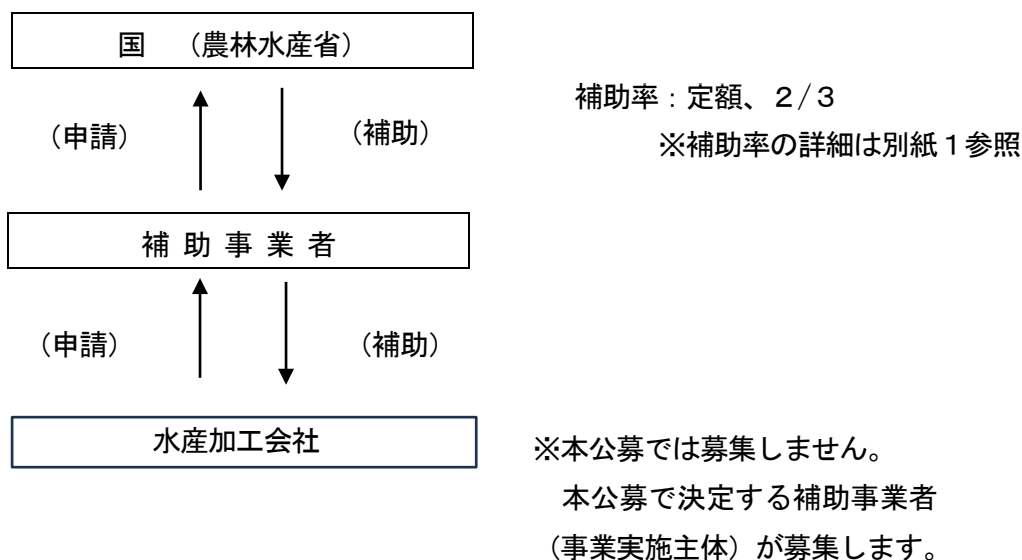 国　（農林水産省）
補助率：定額、２/３
（申請）
（補助）
※補助率の詳細は別紙１参照
補 助 事 業 者
（申請）
（補助）
水産加工会社
※本公募では募集しません。
本公募で決定する補助事業者
（事業実施主体）が募集します。